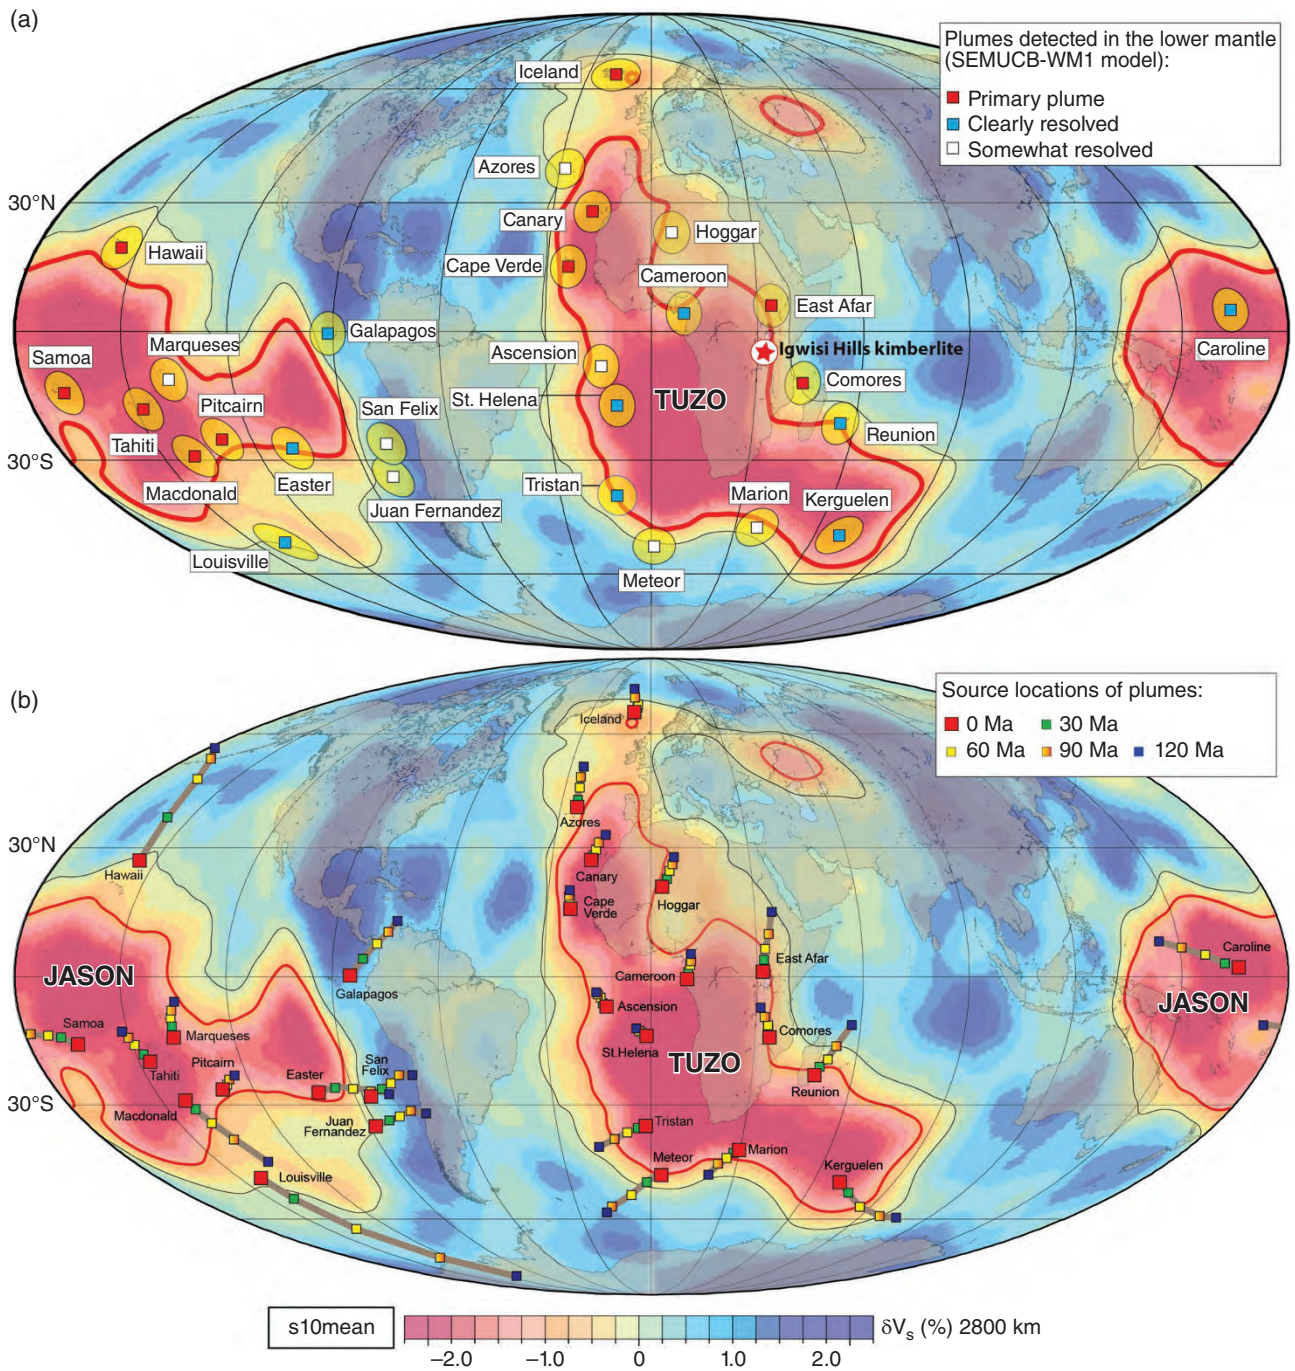 (a)
Plumes detected in the lower mantle
(SEMUCB-WM1 model):
Primary plume
Clearly resolved
Somewhat resolved
Iceland
Azores
30°N
Canary
Hoggar
Hawaii
Cape Verde
Cameroon
East Afar
Galapagos
Marqueses
Ascension
Igwisi Hills kimberlite
Caroline
Samoa
Comores
St. Helena
TUZO
Pitcairn
San Felix
Reunion
Tahiti
30°S
Macdonald
Easter
Tristan
Marion
Kerguelen
Juan Fernandez
Louisville
Meteor
(b)
Source locations of plumes:
0 Ma
30 Ma
60 Ma
90 Ma
120 Ma
Iceland
Azores
30°N
Hawaii
Canary
Cape
Verde
Hoggar
JASON
Galapagos
Cameroon
East Afar
Caroline
JASON
Ascension
Samoa
Marqueses
St.Helena
Comores
TUZO
Tahiti
Pitcairn
Easter
San
Felix
Reunion
30°S
Macdonald
Juan
Fernandez
Tristan
Marion
Meteor
Kerguelen
Louisville
s10mean
δVs (%) 2800 km
−2.0
−1.0
0
1.0
2.0